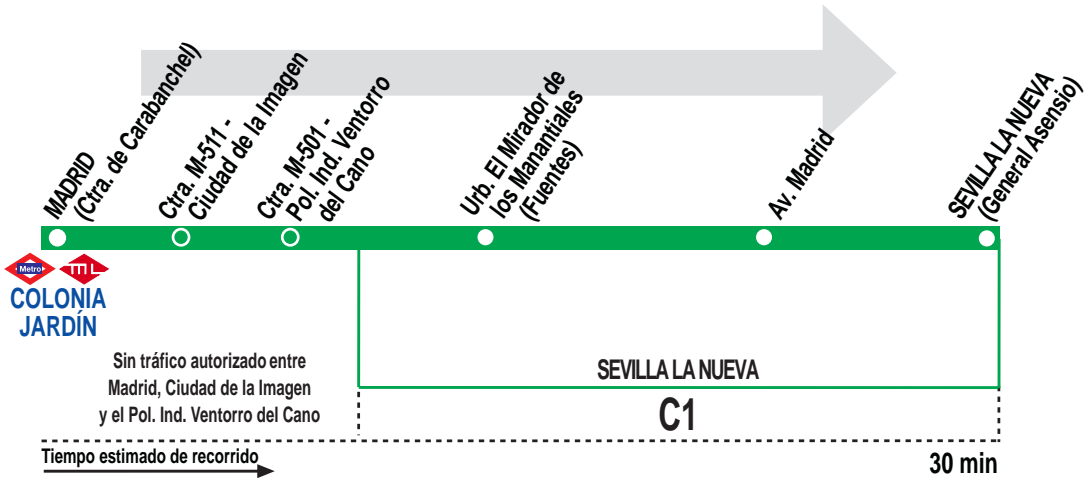 MADRID
(Ctra. de Carabanchel)
Ctra. M-511 -
Ciudad de la Imagen
Ctra. M-501 -
Pol. Ind. Ventorro
del Cano
Urb. El Mirador de
los Manantiales
(Fuentes)
Av. Madrid
SEVILLA LA NUEVA
(General Asensio)
Metro
ML
COLONIA
JARDÍN
Sin tráfico autorizado entre
Madrid, Ciudad de la Imagen
y el Pol. Ind. Ventorro del Cano
SEVILLA LA NUEVA
C1
Tiempo estimado de recorrido
30 min